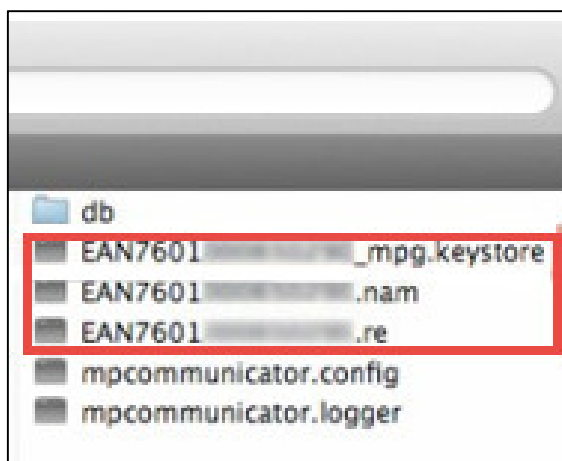 db
EAN7601 _mpg.keystore
EAN7601 .nam
EAN7601 .re
mpcommunicator.config
mpcommunicator.logger